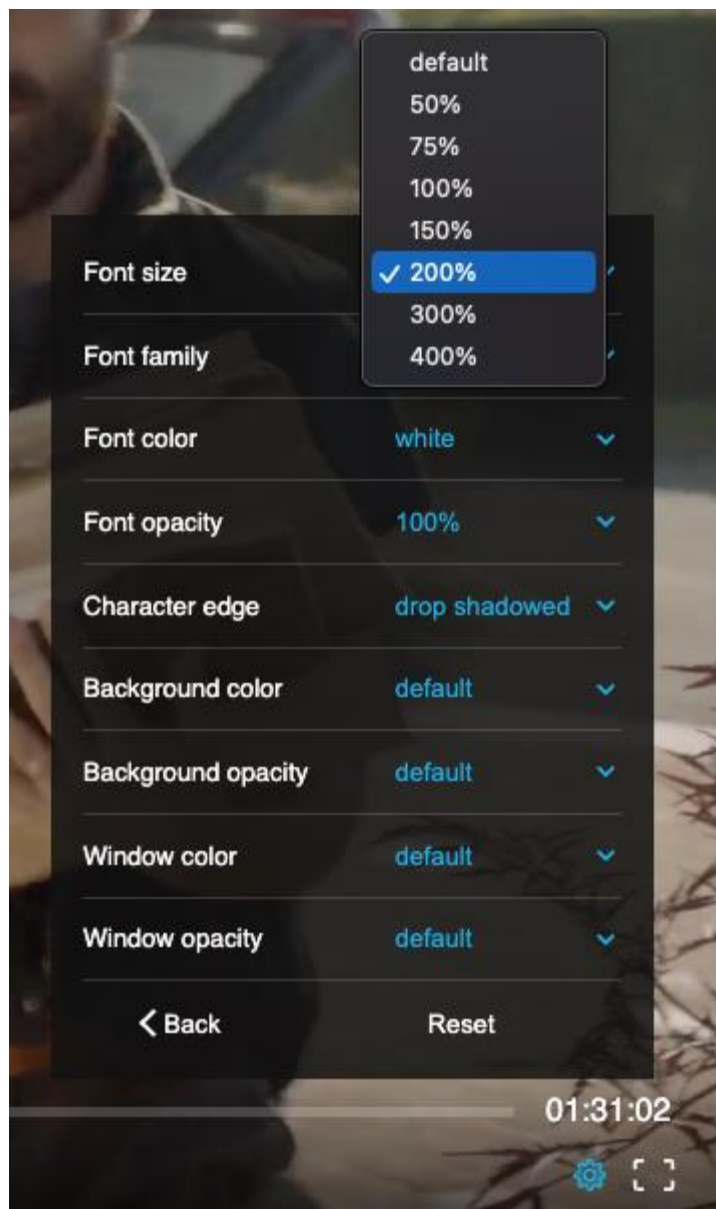 default
50%
75%
100%
150%
Font size ✓ 200%
300%
Font family 400%
Font color white
Font opacity 100%
Character edge drop shadowed
Background color default
Background opacity default
Window color default
Window opacity default
Back Reset
01:31:02